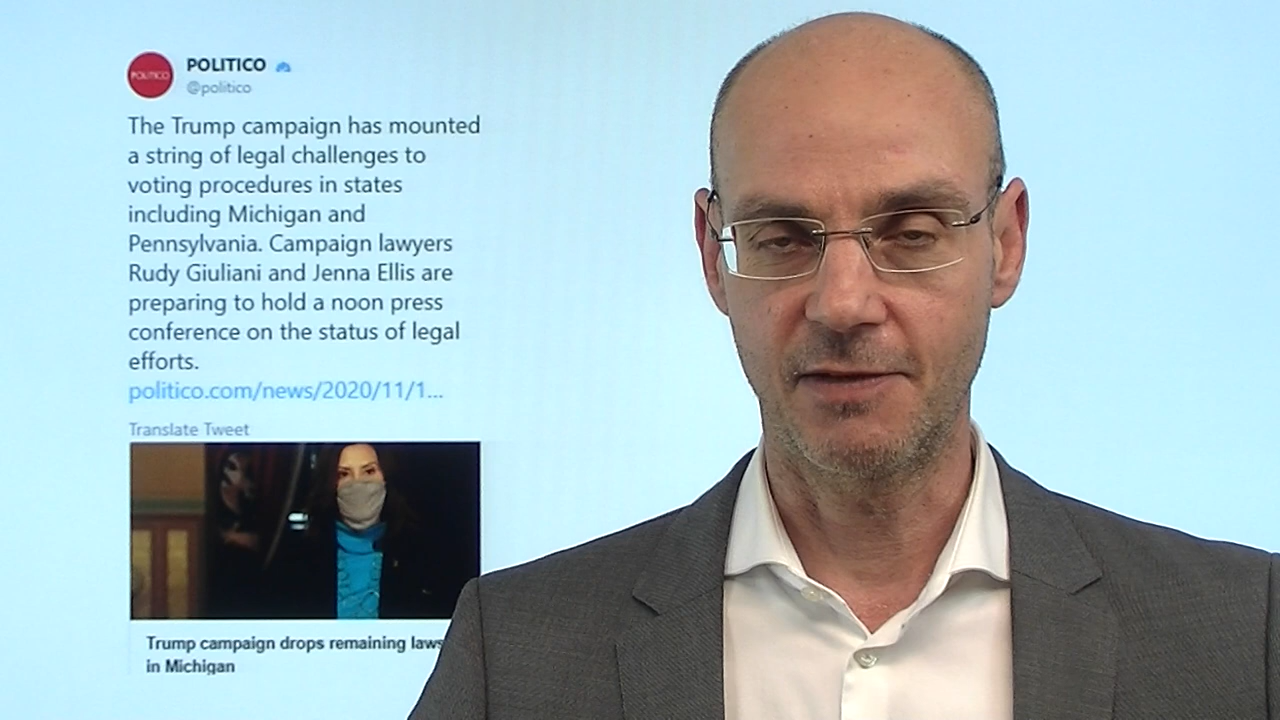 POLITICO
POLITICO
@politico
The Trump campaign has mounted
a string of legal challenges to
voting procedures in states
including Michigan and
Pennsylvania. Campaign lawyers
Rudy Giuliani and Jenna Ellis are
preparing to hold a noon press
conference on the status of legal
efforts.
politico.com/news/2020/11/1...
Translate Tweet
Trump campaign drops remaining laws
in Michigan